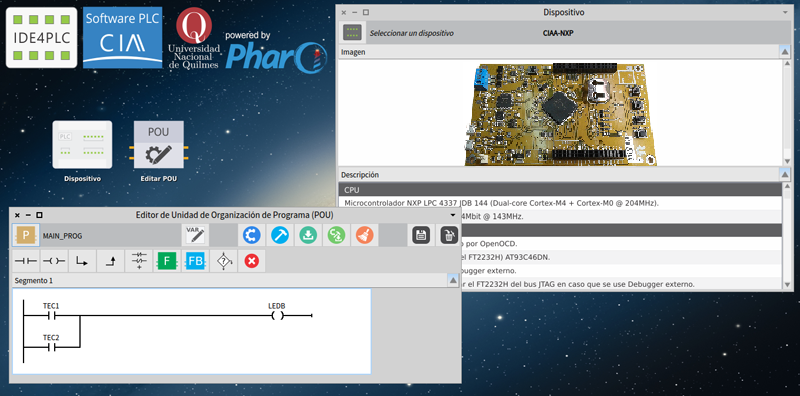 IDE4PLC
Software PLC
CIAA
Universidad
Nacional
de Quilmes
powered by
Pharo
PLC
Dispositivo
POU
Editar POU
Dispositivo
Seleccionar un dispositivo
CIAA-NXP
Imagen
Descripción
CPU
Microcontrolador NXP LPC 4337 JDB 144 (Dual-core Cortex-M4 + Cortex-M0 @ 204MHz).
4Mbit @ 143MHz.
o por OpenOCD.
el FT2232H) AT93C46DN.
bugger externo.
ar el FT2232H del bus JTAG en caso que se use Debugger externo.
Editor de Unidad de Organización de Programa (POU)
P
MAIN_PROG
VAR
F
FB
Segmento 1
TEC1
LEDB
TEC2